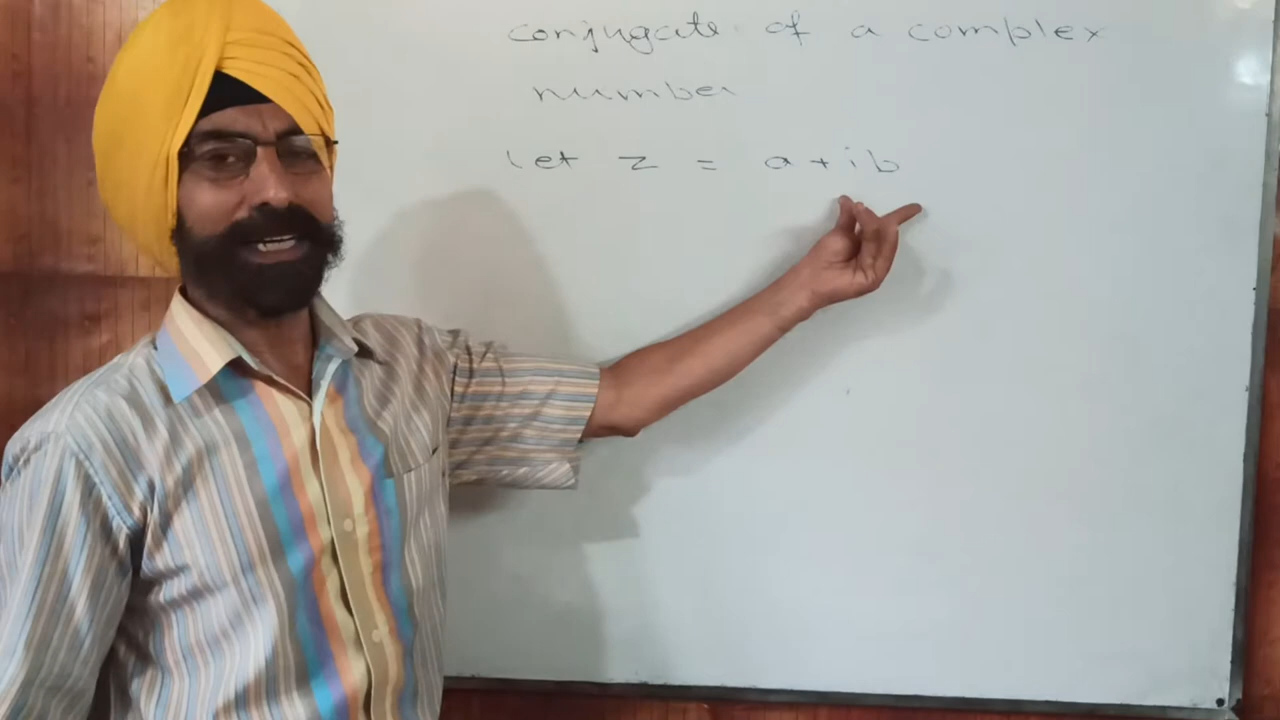 conjugate of a complex
number
let z = a+ib